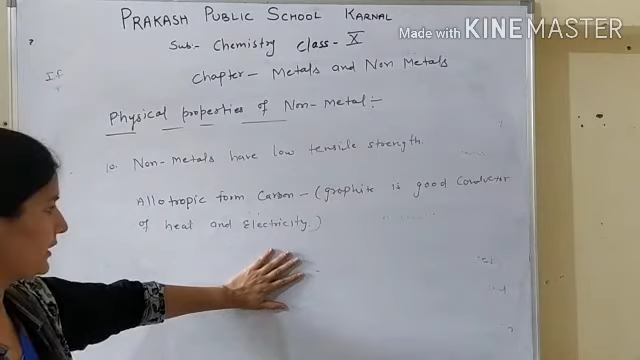 PRAKASH PUBLIC SCHOOL KARNAL
Made with KINEMASTER
Sub:- Chemistry Class - X
Chapter - Metals and Non Metals
Physical properties of Non-Metal :-
10. Non-Metals have low tensile strength.
Allotropic form Carbon - (graphite is good conductor
of heat and Electricity.)